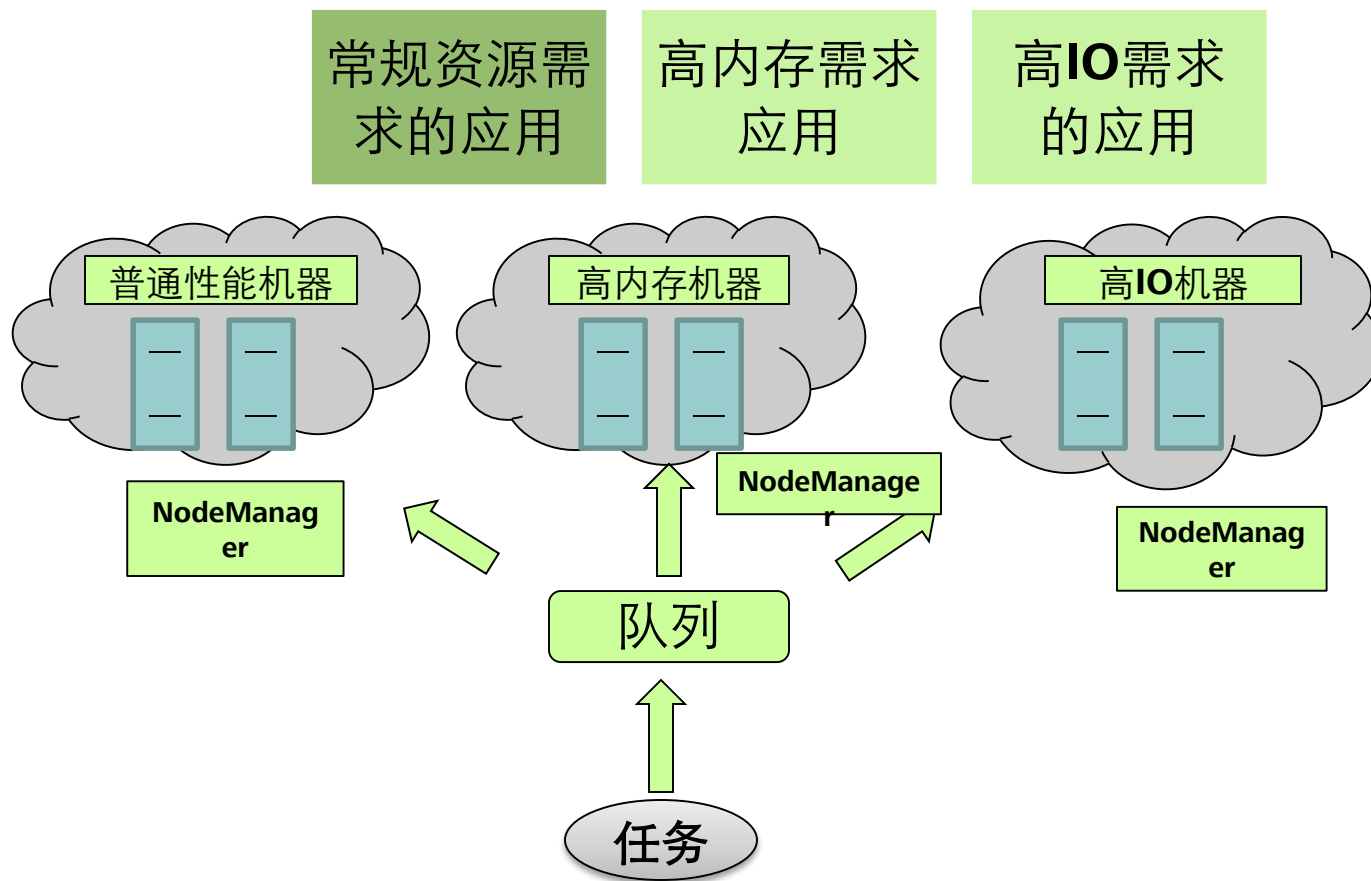 常规资源需
求的应用
高内存需求
应用
高IO需求
的应用
普通性能机器
高内存机器
高IO机器
NodeManag
er
NodeManage
r
NodeManag
er
队列
任务